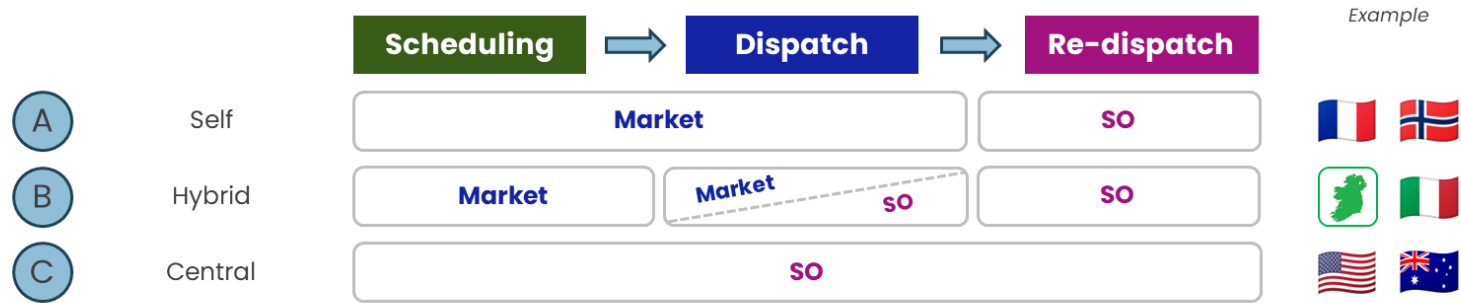 Example
Scheduling Dispatch Re-dispatch
A Self Market SO
B Hybrid Market Market SO SO
C Central SO